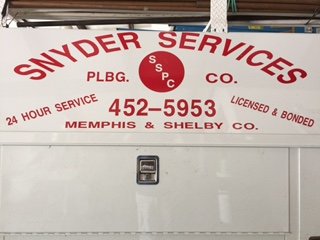 SNYDER SERVICES
PLBG. SSPC CO.
24 HOUR SERVICE 452-5953 LICENSED & BONDED
MEMPHIS & SHELBY CO.